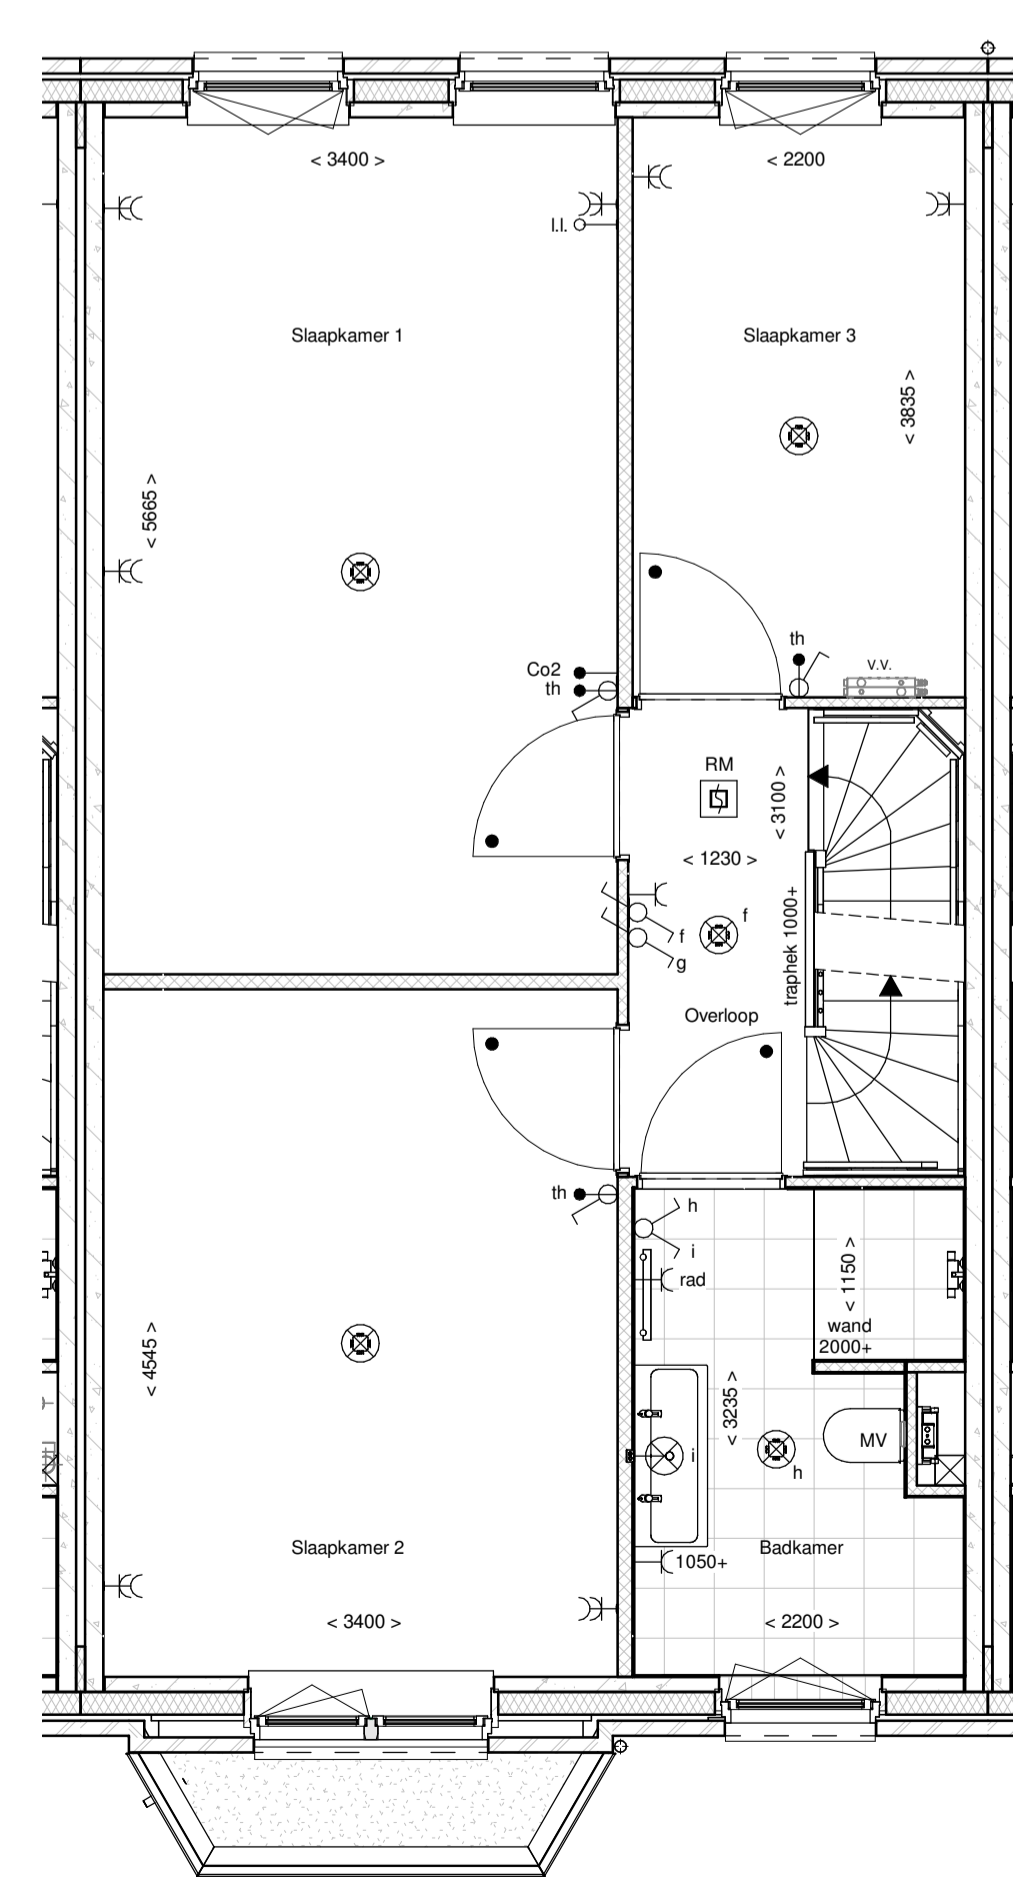 < 3400 >
< 2200
l.l.
Slaapkamer 1
Slaapkamer 3
< 3835 >
< 5665 >
th
v.v.
Co2
th
RM
< 3100 >
< 1230 >
traphek 1000+
f
f
g
Overloop
th
h
i
rad
< 1150 >
wand
2000+
< 4545 >
< 3235 >
MV
i
h
Slaapkamer 2
Badkamer
1050+
< 3400 >
< 2200 >